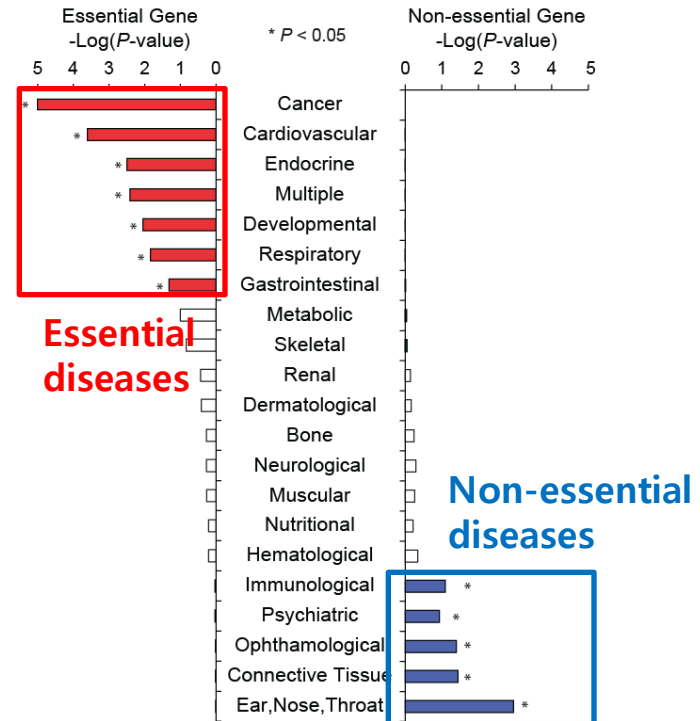 Essential Gene
-Log(P-value)
* P < 0.05
Non-essential Gene
-Log(P-value)
5 4 3 2 1 0
0 1 2 3 4 5
* Cancer
* Cardiovascular
* Endocrine
* Multiple
* Developmental
* Respiratory
* Gastrointestinal
Metabolic
Skeletal
Renal
Dermatological
Bone
Neurological
Muscular
Nutritional
Hematological
Immunological *
Psychiatric *
Ophthamological *
Connective Tissue *
Ear,Nose,Throat *
Essential
diseases
Non-essential
diseases